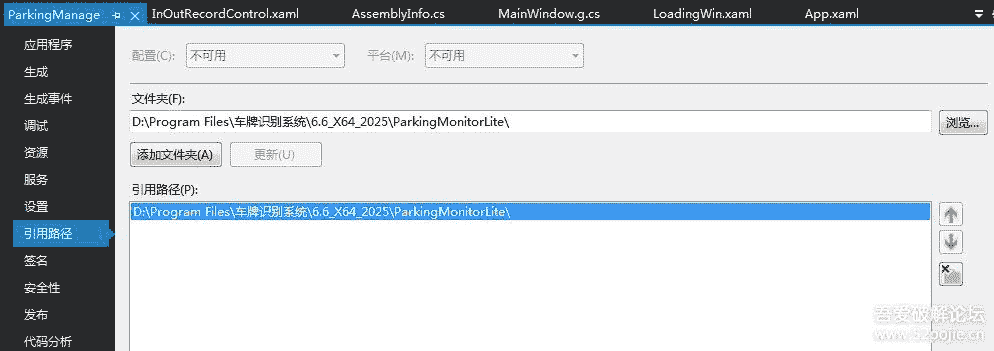 ParkingManage InOutRecordControl.xaml AssemblyInfo.cs MainWindow.g.cs LoadingWin.xaml App.xaml
应用程序
配置(C): 不可用 平台(M): 不可用
生成
生成事件
文件夹(F):
调试
D:\Program Files\车牌识别系统\6.6_X64_2025\ParkingMonitorLite\ 浏览...
资源
添加文件夹(A) 更新(U)
服务
引用路径(P):
设置
D:\Program Files\车牌识别系统\6.6_X64_2025\ParkingMonitorLite\
引用路径
签名
安全性
发布
代码分析
吾爱破解论坛
www.52pojie.cn